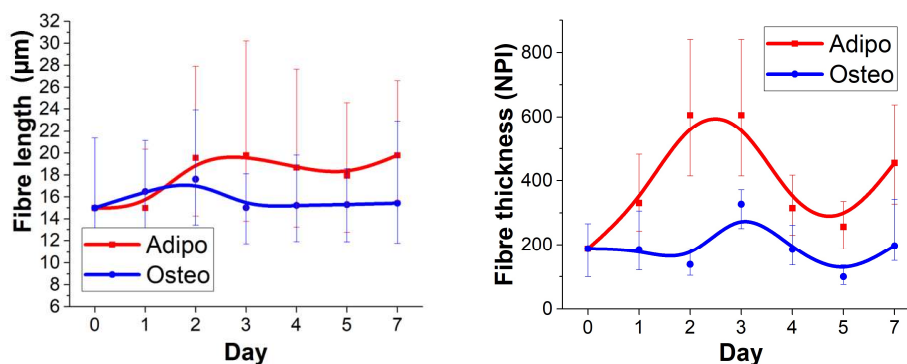 Fibre length (µm)
32
30
28
26
24
22
20
18
16
14
12
10
8
6
Adipo
Osteo
0 1 2 3 4 5 7
Day
Fibre thickness (NPI)
800
600
400
200
0
Adipo
Osteo
0 1 2 3 4 5 7
Day